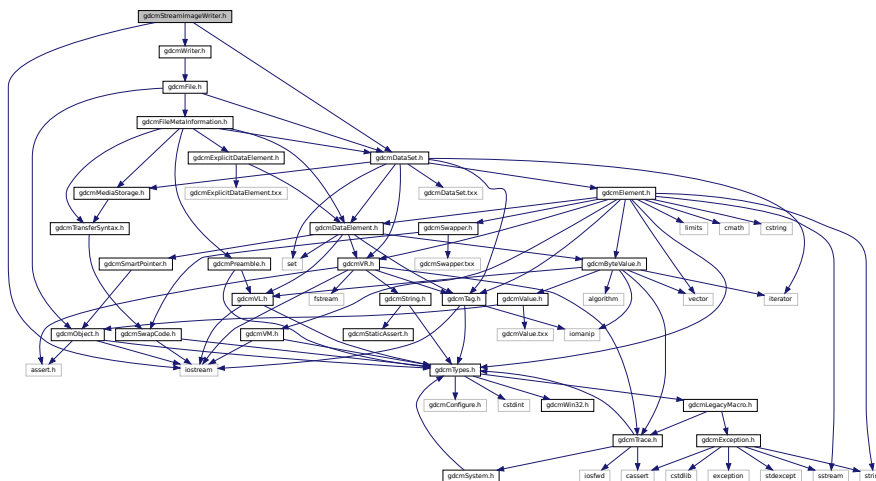 gdcmStreamImageWriter.h
gdcmWriter.h
gdcmFile.h
gdcmFileMetaInformation.h
gdcmExplicitDataElement.h
gdcmDataSet.h
gdcmMediaStorage.h
gdcmExplicitDataElement.txx
gdcmDataSet.txx
gdcmElement.h
gdcmTransferSyntax.h
gdcmDataElement.h
gdcmSwapper.h
limits
cmath
cstring
gdcmSmartPointer.h
gdcmPreamble.h
set
gdcmVR.h
gdcmSwapper.txx
gdcmByteValue.h
gdcmVL.h
fstream
gdcmString.h
gdcmTag.h
gdcmValue.h
algorithm
vector
iterator
gdcmObject.h
gdcmSwapCode.h
gdcmVM.h
gdcmStaticAssert.h
gdcmValue.txx
iomanip
assert.h
iostream
gdcmTypes.h
gdcmConfigure.h
cstdint
gdcmWin32.h
gdcmLegacyMacro.h
gdcmTrace.h
gdcmException.h
gdcmSystem.h
iosfwd
cassert
cstdlib
exception
stdexcept
sstream